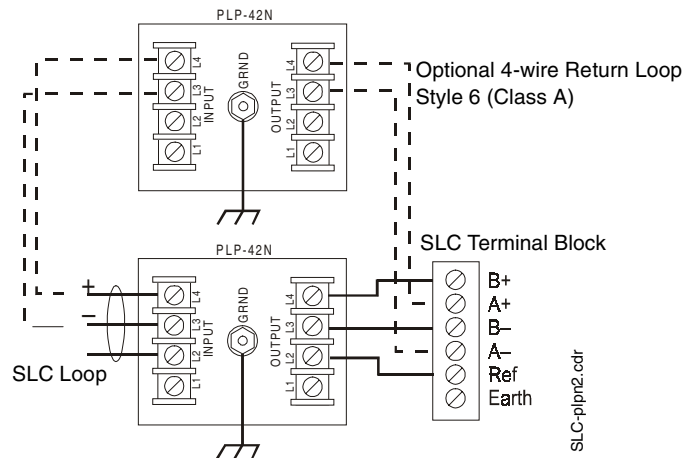 PLP-42N
L4
L3
L2
L1
INPUT
GRND
OUTPUT
L4
L3
L2
L1
Optional 4-wire Return Loop
Style 6 (Class A)
PLP-42N
+
–
SLC Loop
L4
L3
L2
L1
INPUT
GRND
OUTPUT
L4
L3
L2
L1
SLC Terminal Block
B+
A+
B–
A–
Ref
Earth
SLC-plpn2.cdr